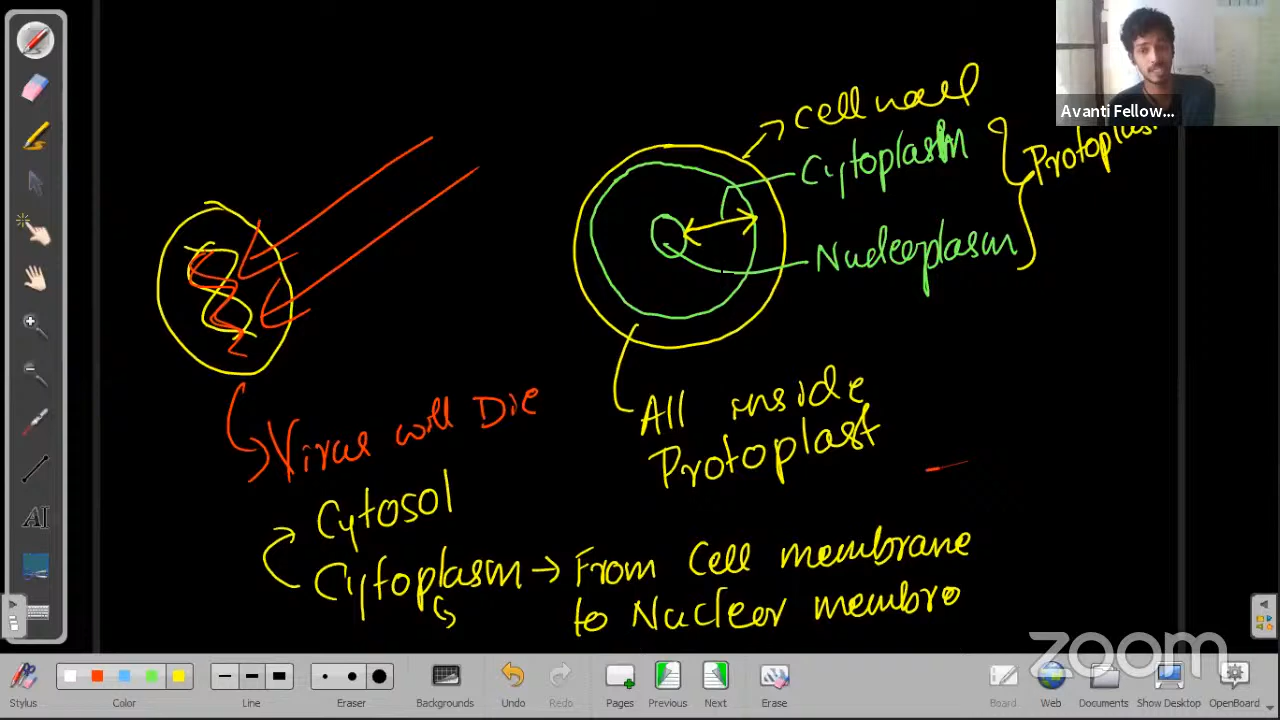 Avanti Fellow...
Cell wall
Cytoplasm
Protoplas
Nucleoplasm
All inside
Protoplast
Virus will Die
Cytosol
Cytoplasm → From Cell membrane
to Nuclear membra
zoom
Stylus
Color
Line
Eraser
Backgrounds
Undo
Redo
Pages
Previous
Next
Erase
Board
Web
Documents
Show Desktop
OpenBoard